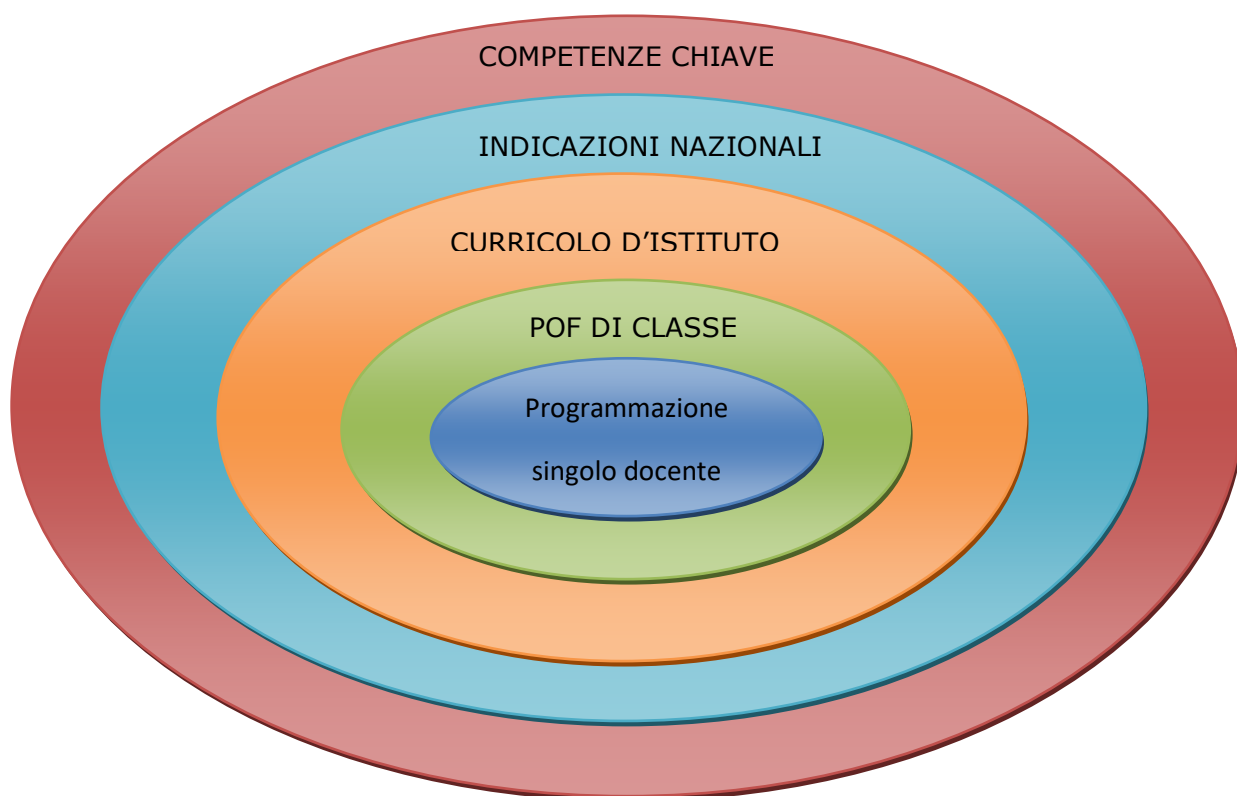 COMPETENZE CHIAVE
INDICAZIONI NAZIONALI
CURRICOLO D'ISTITUTO
POF DI CLASSE
Programmazione
singolo docente